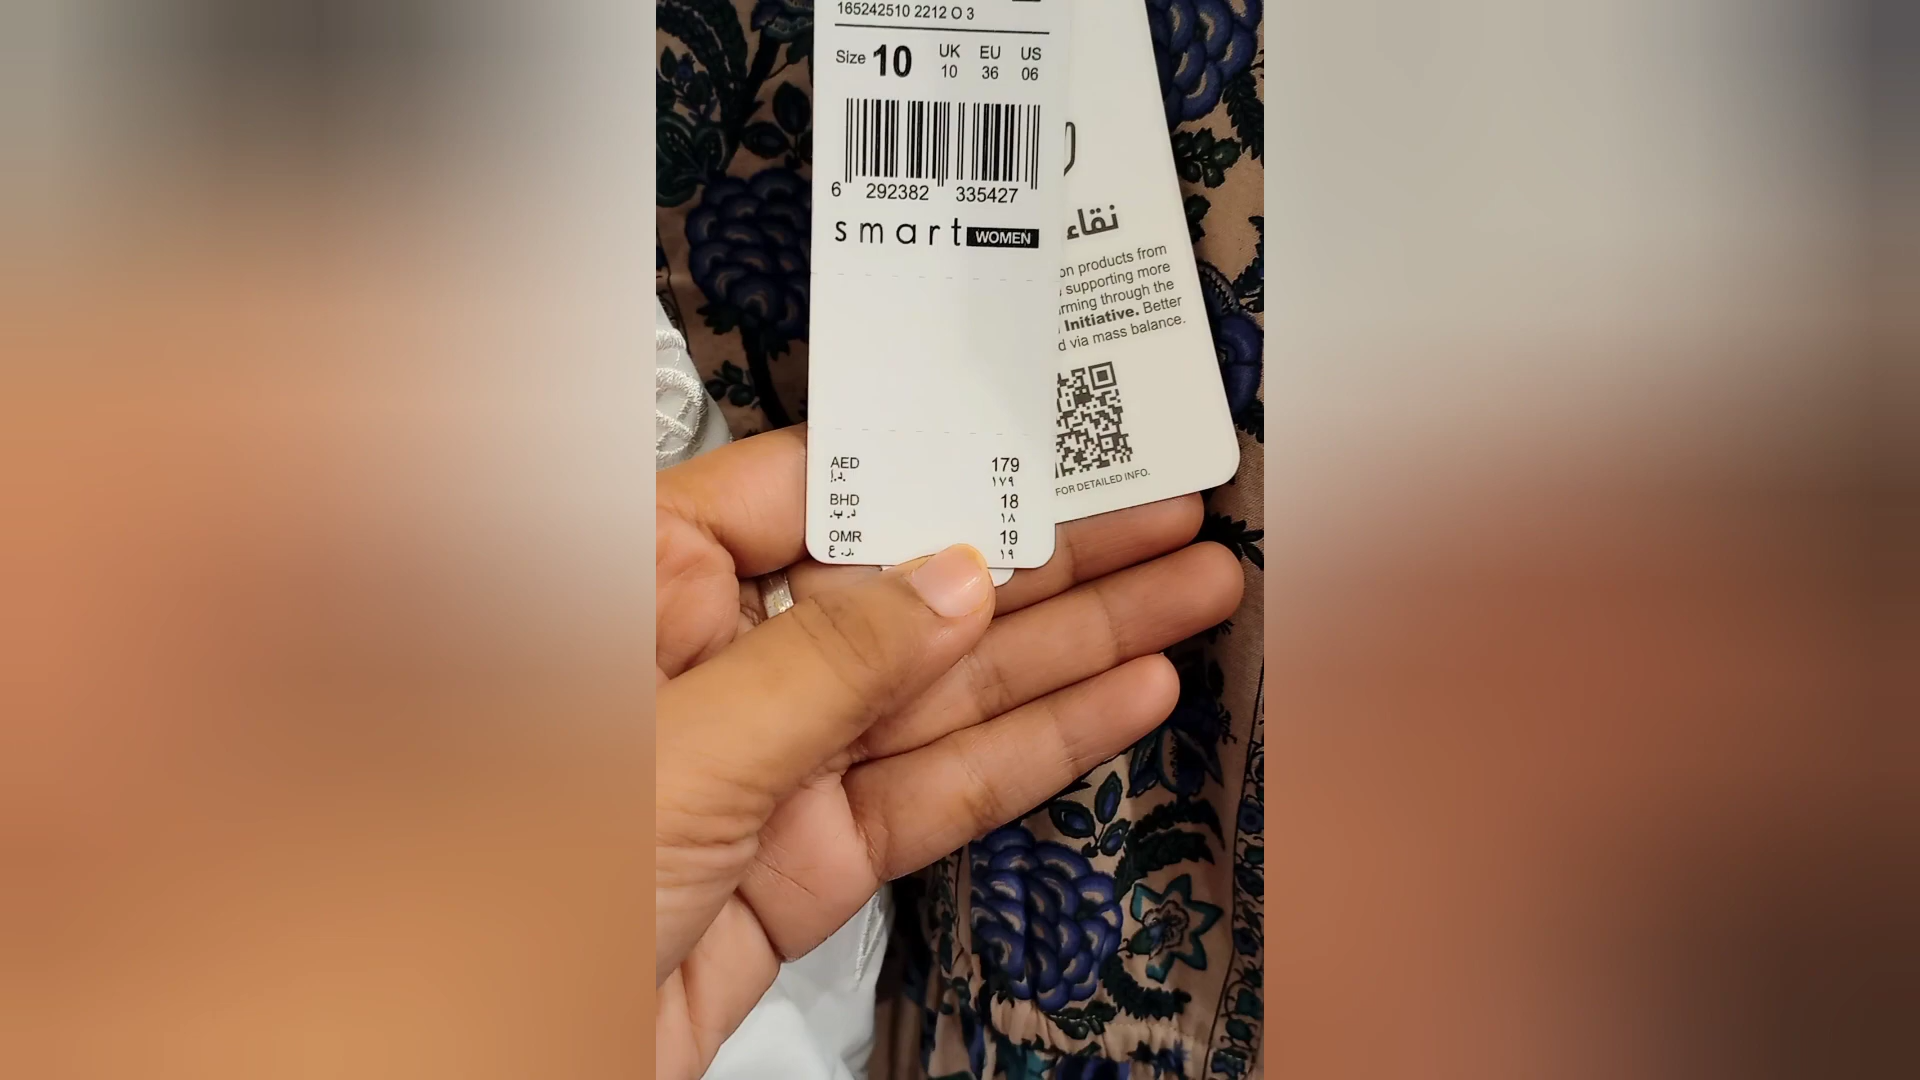 165242510 2212 O 3
Size 10
UK EU US
10 36 06
6 292382 335427
smart WOMEN
AED 179
د.إ. ١٧٩
BHD 18
د.ب. ١٨
OMR 19
ر.ع. ١٩
نقاء
on products from
supporting more
rming through the
Initiative. Better
d via mass balance.
FOR DETAILED INFO.